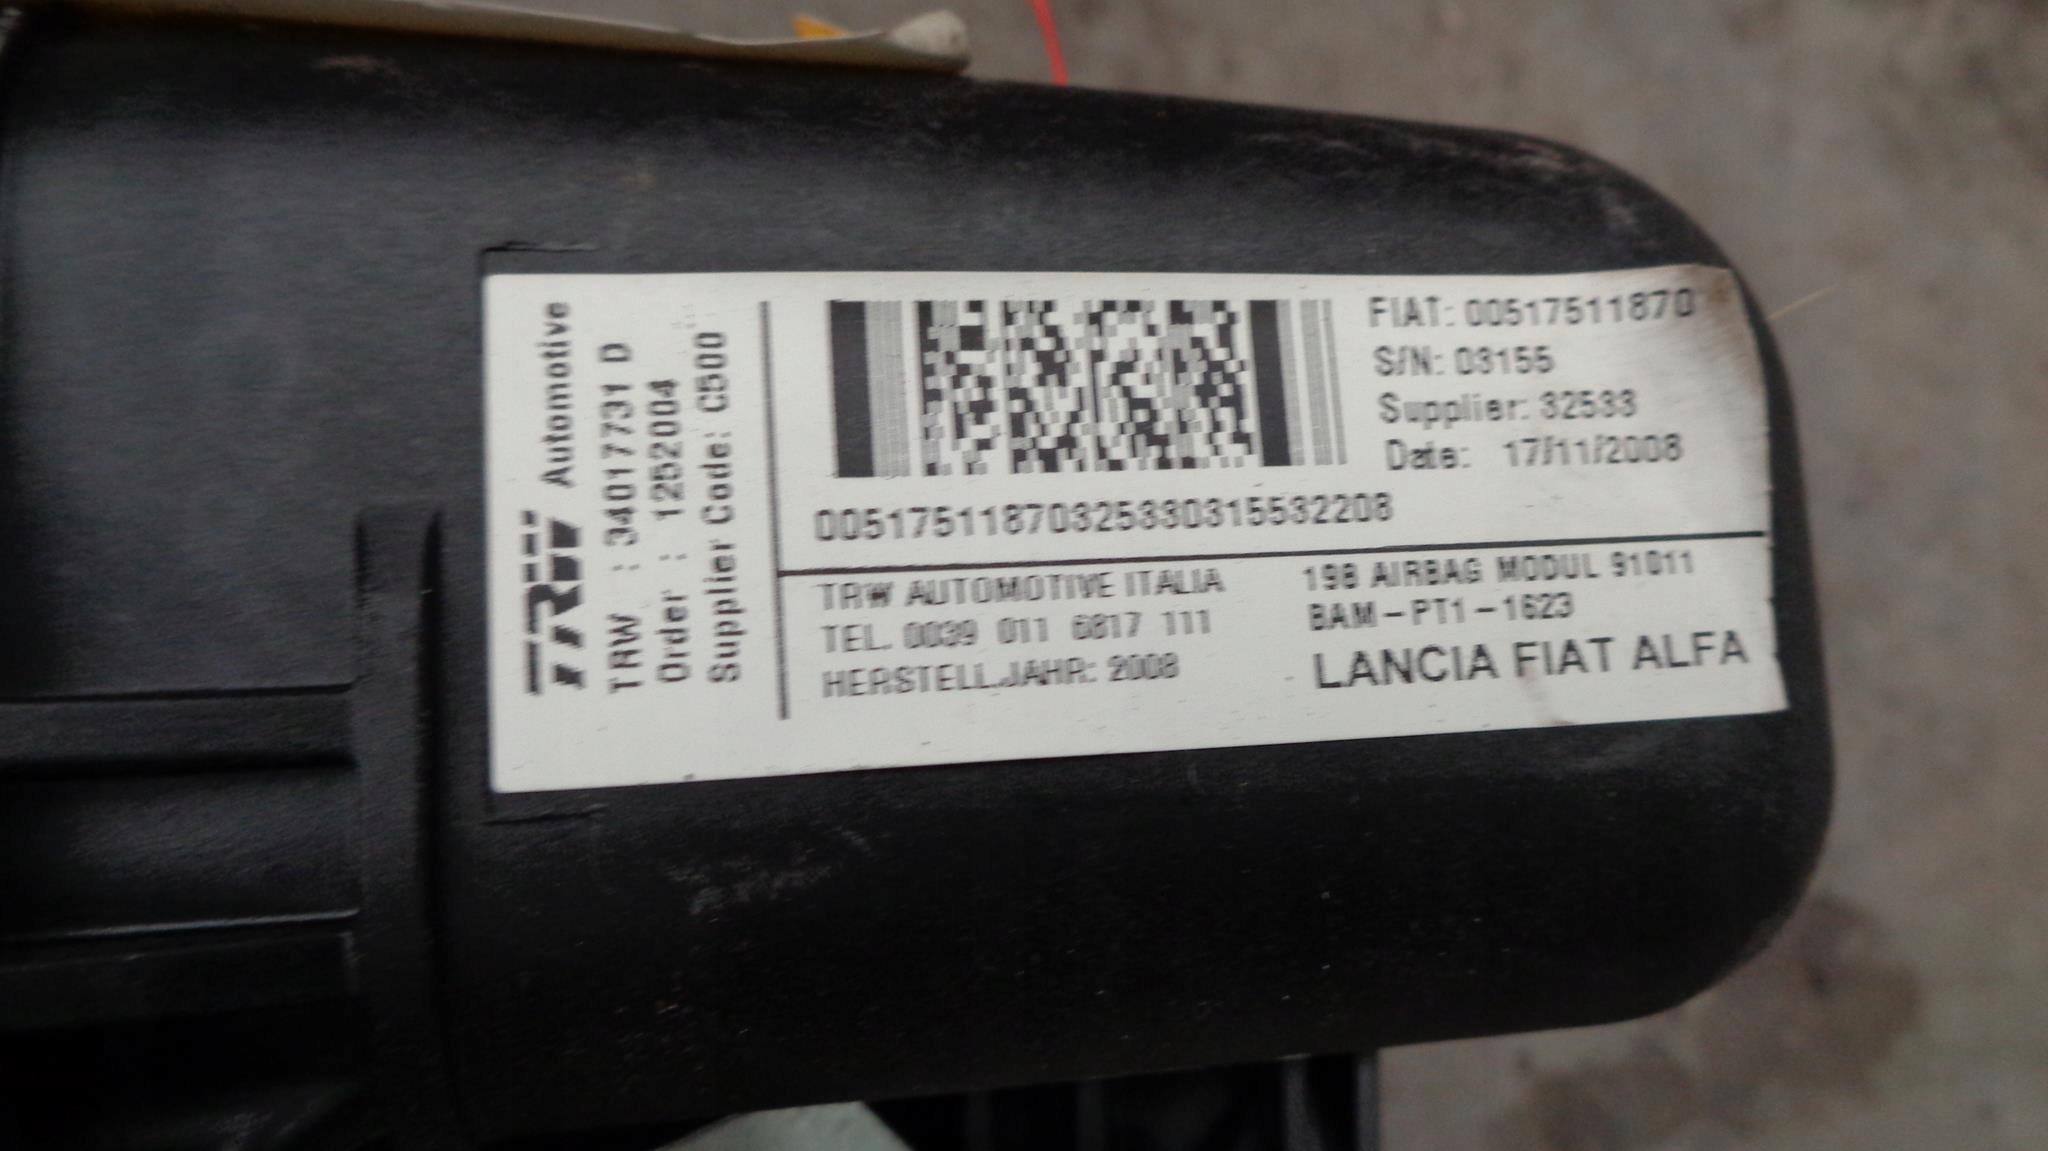 TRW Automotive
TRW : 34017731 D
Order : 1252004
Supplier Code: C500
FIAT: 00517511870
S/N: 03155
Supplier: 32533
Date: 17/11/2008
00517511870325330315532208
TRW AUTOMOTIVE ITALIA
TEL. 0039 011 6817 111
HERSTELL.JAHR: 2008
198 AIRBAG MODUL 91011
BAM-PT1-1623
LANCIA FIAT ALFA